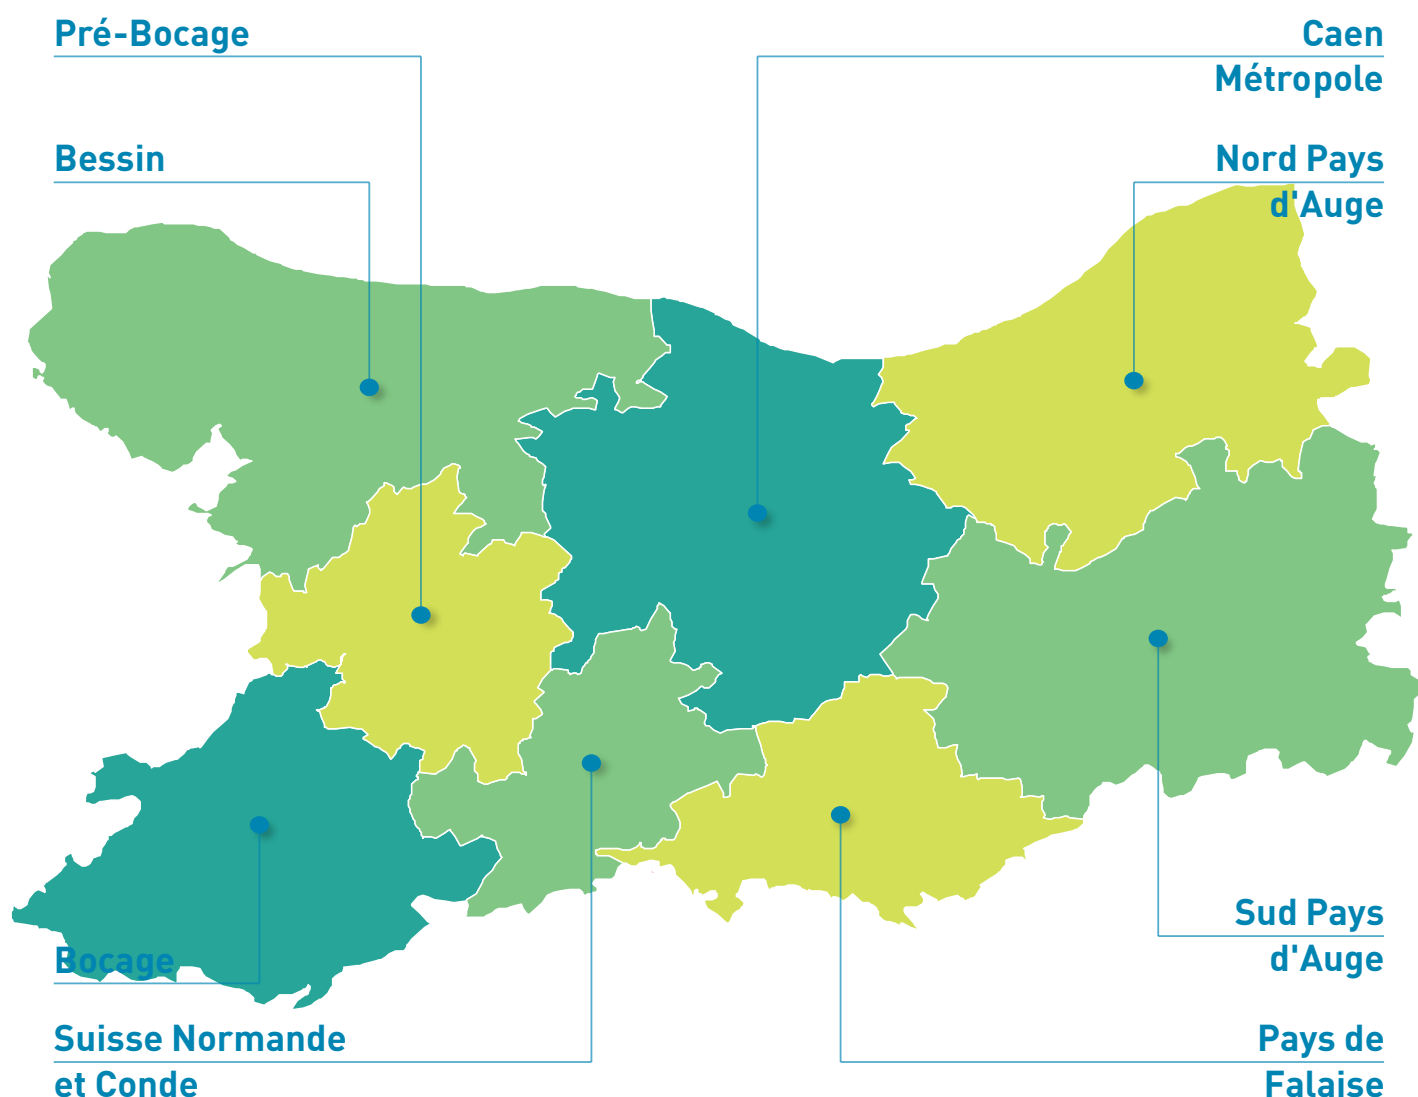 Pré-Bocage
Caen
Métropole
Bessin
Nord Pays
d'Auge
Sud Pays
d'Auge
Bocage
Suisse Normande
et Conde
Pays de
Falaise